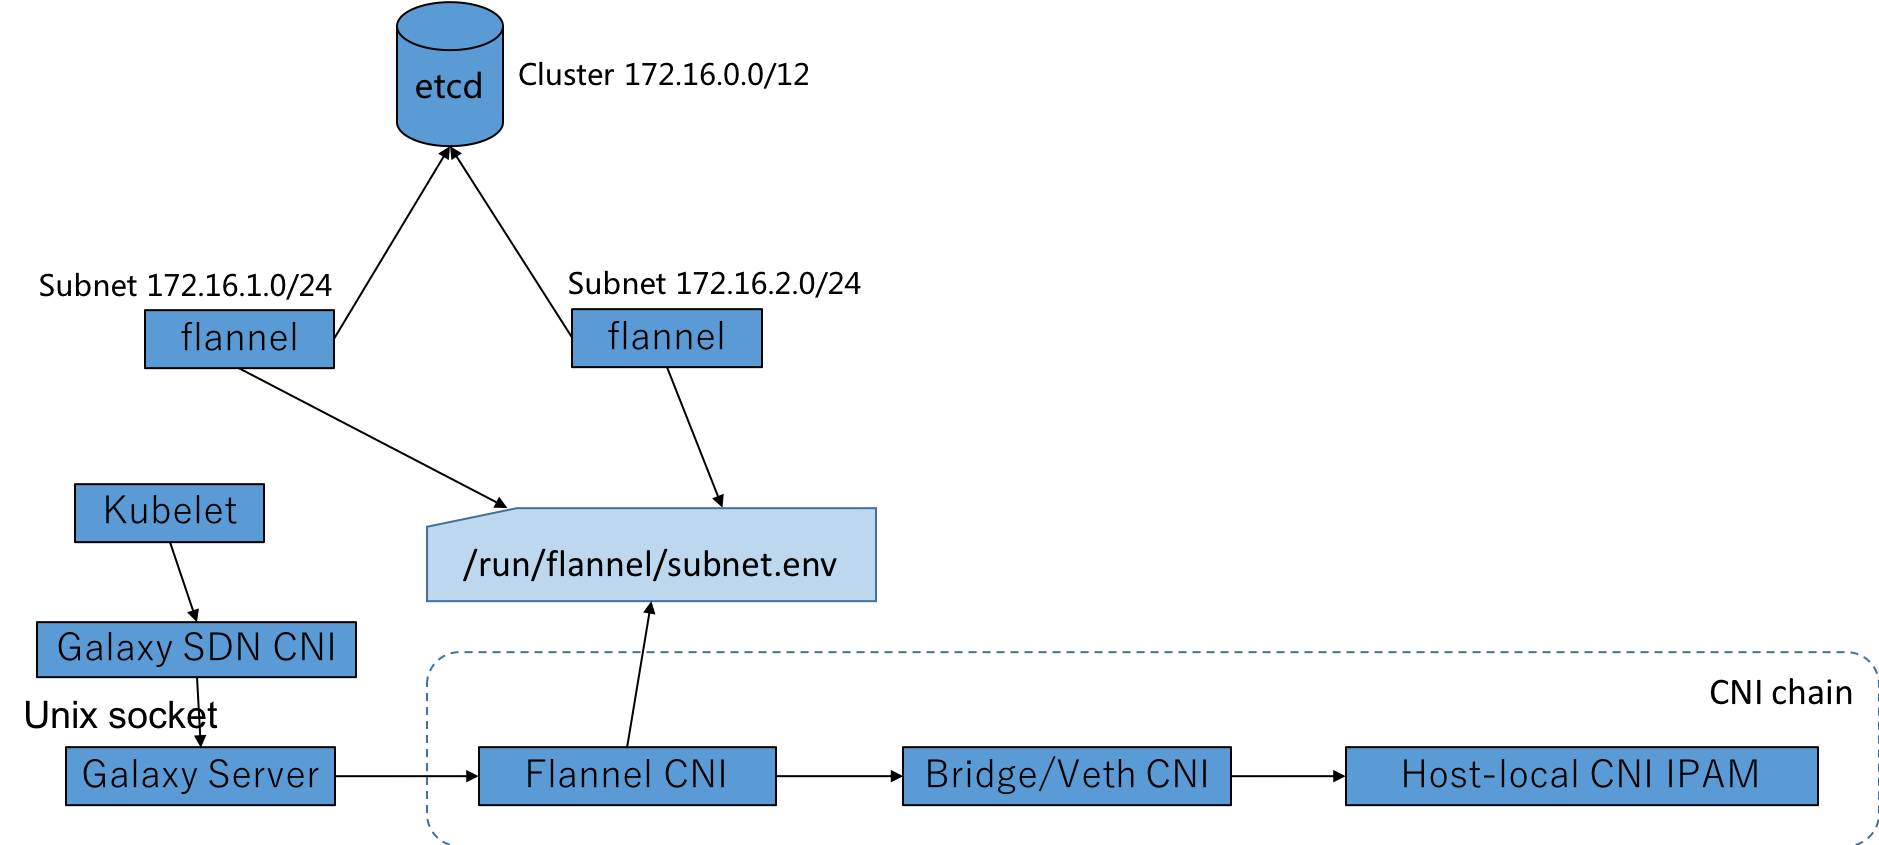 etcd
Cluster 172.16.0.0/12
Subnet 172.16.1.0/24
Subnet 172.16.2.0/24
flannel
flannel
Kubelet
/run/flannel/subnet.env
Galaxy SDN CNI
CNI chain
Unix socket
Galaxy Server
Flannel CNI
Bridge/Veth CNI
Host-local CNI IPAM